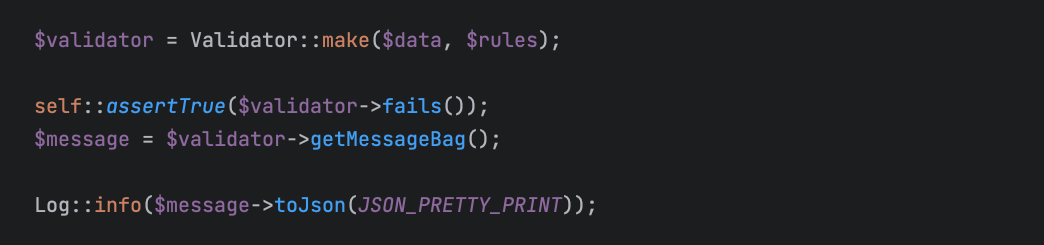 $validator = Validator::make($data, $rules);
self::assertTrue($validator->fails());
$message = $validator->getMessageBag();
Log::info($message->toJson(JSON_PRETTY_PRINT));